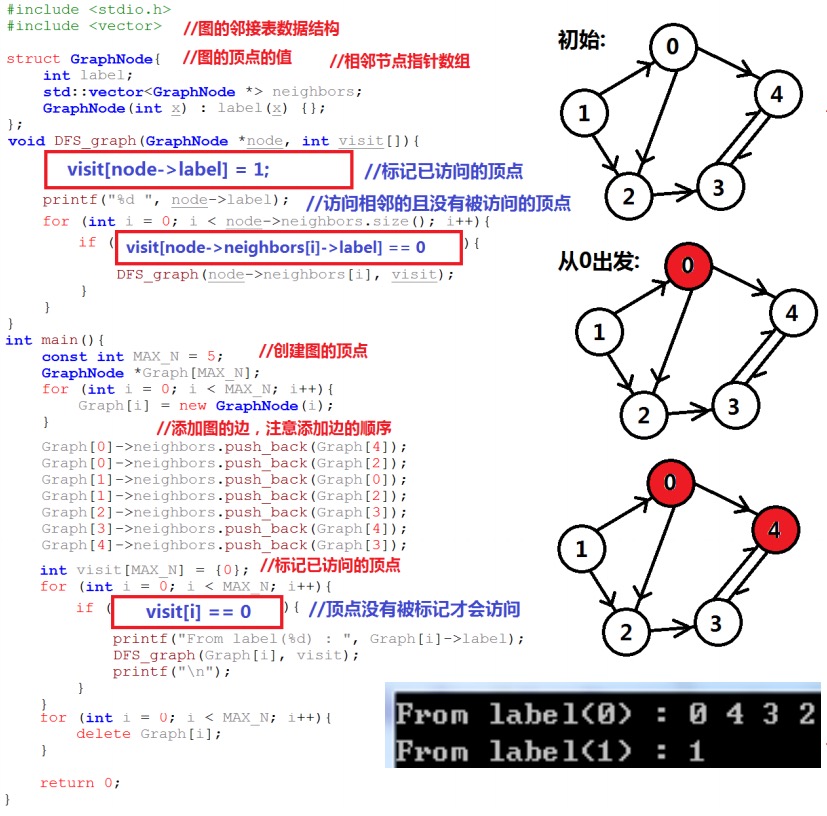 #include <stdio.h>
#include <vector> //图的邻接表数据结构
struct GraphNode{ //图的顶点的值 //相邻节点指针数组
int label;
std::vector<GraphNode *> neighbors;
GraphNode(int x) : label(x) {};
};
void DFS_graph(GraphNode *node, int visit[]){
visit[node->label] = 1; //标记已访问的顶点
printf("%d ", node->label); //访问相邻的且没有被访问的顶点
for (int i = 0; i < node->neighbors.size(); i++){
if ( visit[node->neighbors[i]->label] == 0 ){
DFS_graph(node->neighbors[i], visit);
}
}
}
int main(){
const int MAX_N = 5; //创建图的顶点
GraphNode *Graph[MAX_N];
for (int i = 0; i < MAX_N; i++){
Graph[i] = new GraphNode(i);
}
//添加图的边，注意添加边的顺序
Graph[0]->neighbors.push_back(Graph[4]);
Graph[0]->neighbors.push_back(Graph[2]);
Graph[1]->neighbors.push_back(Graph[0]);
Graph[1]->neighbors.push_back(Graph[2]);
Graph[2]->neighbors.push_back(Graph[3]);
Graph[3]->neighbors.push_back(Graph[4]);
Graph[4]->neighbors.push_back(Graph[3]);
int visit[MAX_N] = {0}; //标记已访问的顶点
for (int i = 0; i < MAX_N; i++){
if ( visit[i] == 0 ){ //顶点没有被标记才会访问
printf("From label(%d) : ", Graph[i]->label);
DFS_graph(Graph[i], visit);
printf("\n");
}
}
for (int i = 0; i < MAX_N; i++){
delete Graph[i];
}
return 0;
}
初始:
0
4
1
3
2
从0出发:
0
4
1
3
2
0
4
1
3
2
From label(0) : 0 4 3 2
From label(1) : 1